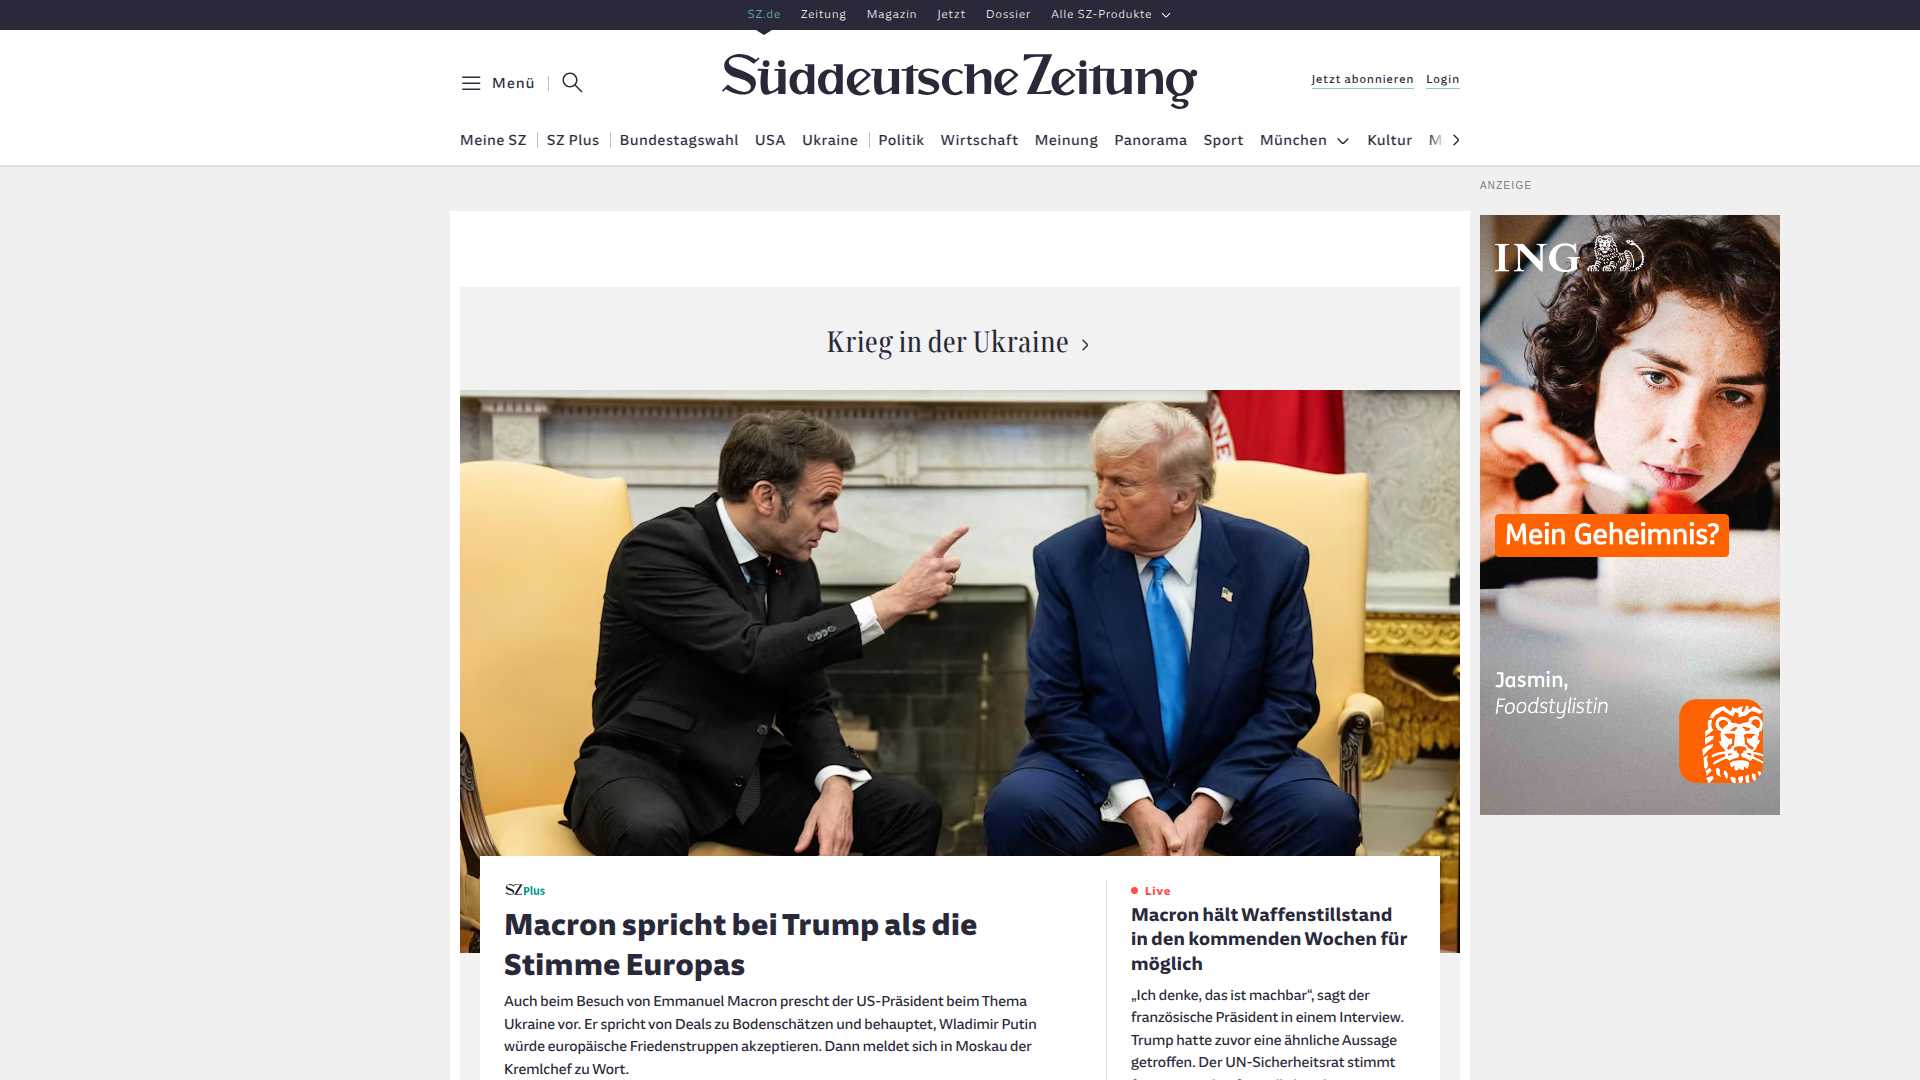 SZ.de Zeitung Magazin Jetzt Dossier Alle SZ-Produkte
Menü
Süddeutsche Zeitung
Jetzt abonnieren Login
Meine SZ SZ Plus Bundestagswahl USA Ukraine Politik Wirtschaft Meinung Panorama Sport München Kultur M
ANZEIGE
ING
Mein Geheimnis?
Jasmin,
Foodstylistin
Krieg in der Ukraine
SZ Plus
Macron spricht bei Trump als die
Stimme Europas
Auch beim Besuch von Emmanuel Macron prescht der US-Präsident beim Thema
Ukraine vor. Er spricht von Deals zu Bodenschätzen und behauptet, Wladimir Putin
würde europäische Friedenstruppen akzeptieren. Dann meldet sich in Moskau der
Kremlchef zu Wort.
Live
Macron hält Waffenstillstand
in den kommenden Wochen für
möglich
„Ich denke, das ist machbar“, sagt der
französische Präsident in einem Interview.
Trump hatte zuvor eine ähnliche Aussage
getroffen. Der UN-Sicherheitsrat stimmt